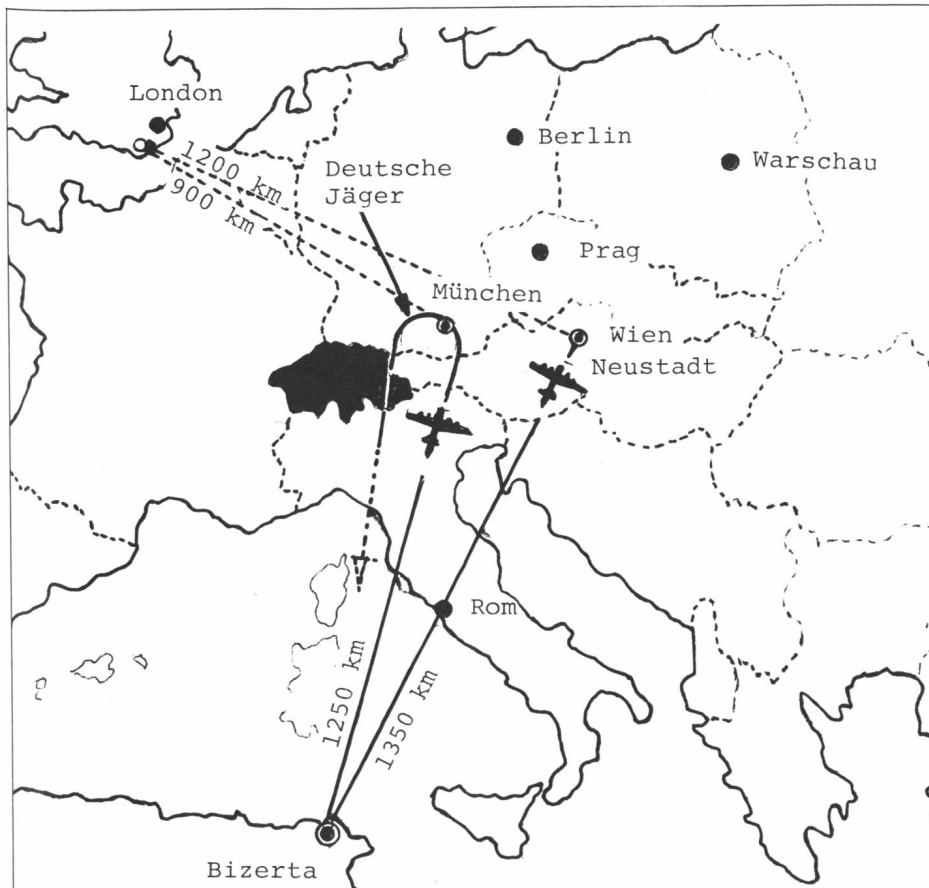 London
1200 km
900 km
Deutsche
Jäger
Berlin
Warschau
Prag
München
Wien
Neustadt
Rom
1250 km
1350 km
Bizerta